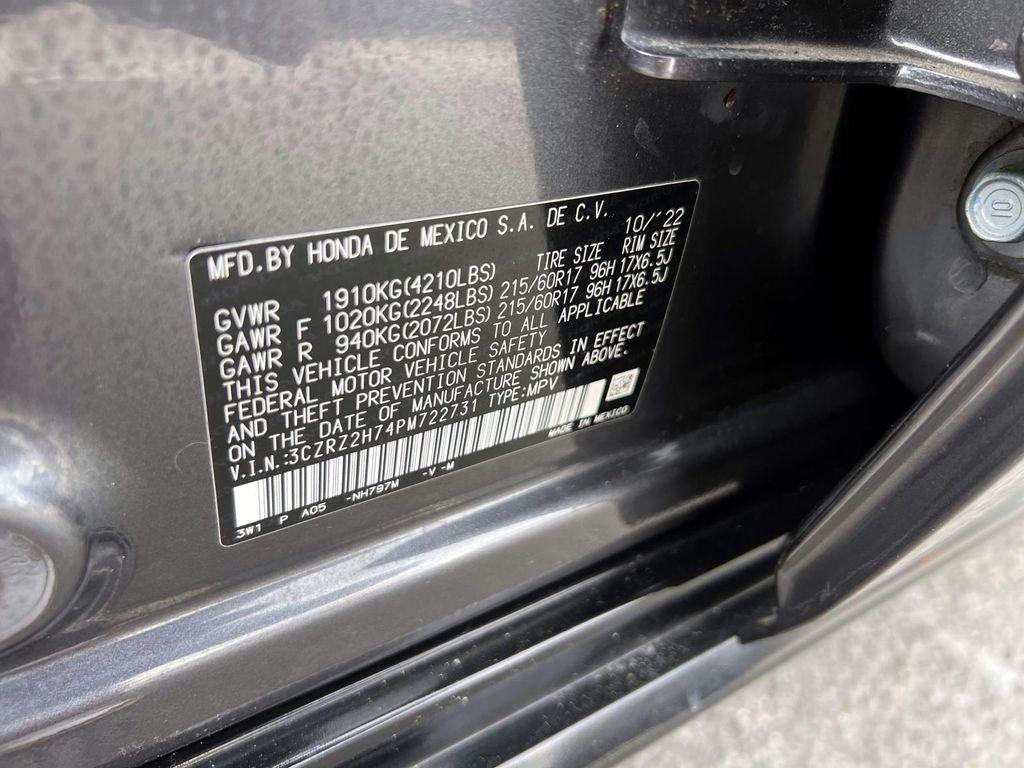 MFD.BY HONDA DE MEXICO S.A. DE C.V. 10/'22
TIRE SIZE RIM SIZE
GVWR 1910KG(4210LBS)
GAWR F 1020KG(2248LBS) 215/60R17 96H 17X6.5J
GAWR R 940KG(2072LBS) 215/60R17 96H 17X6.5J
THIS VEHICLE CONFORMS TO ALL APPLICABLE
FEDERAL MOTOR VEHICLE SAFETY
AND THEFT PREVENTION STANDARDS IN EFFECT
ON THE DATE OF MANUFACTURE SHOWN ABOVE.
V.I.N.:3CZRZ2H74PM722731 TYPE:MPV
3W1 P A05 -NH797M -V -M MADE IN MEXICO
10